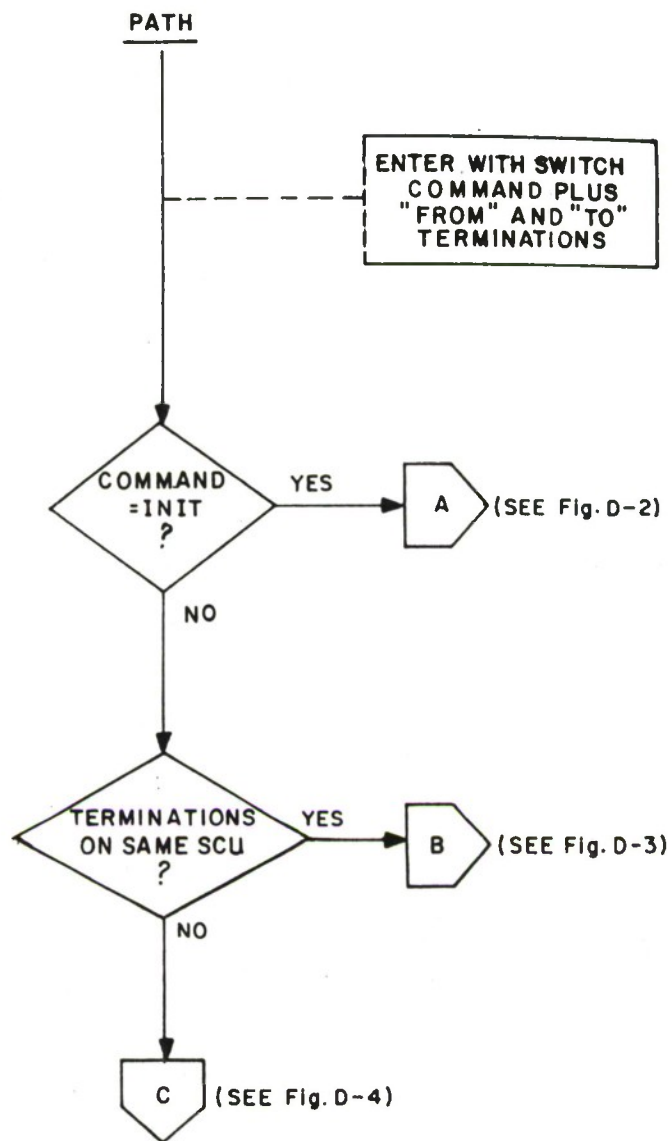 PATH
ENTER WITH SWITCH
COMMAND PLUS
"FROM" AND "TO"
TERMINATIONS
COMMAND
=INIT
?
YES
A
(SEE Fig. D-2)
NO
TERMINATIONS
ON SAME SCU
?
YES
B
(SEE Fig. D-3)
NO
C
(SEE Fig. D-4)